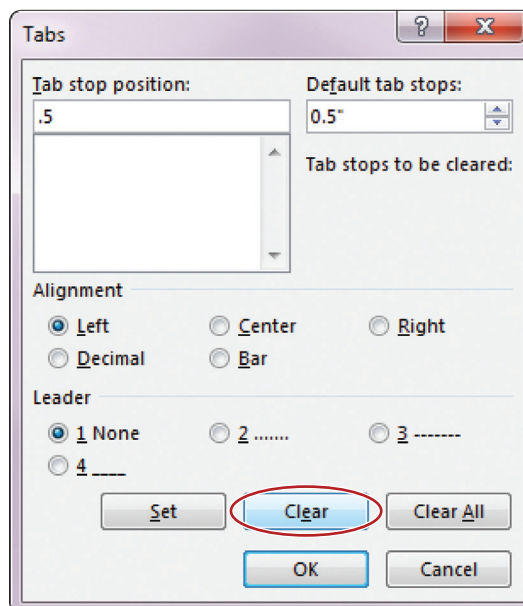 Tabs
?
X
Tab stop position:
Default tab stops:
.5
0.5"
Tab stops to be cleared:
Alignment
Left
Center
Right
Decimal
Bar
Leader
1 None
2 .......
3 -------
4 ____
Set
Clear
Clear All
OK
Cancel